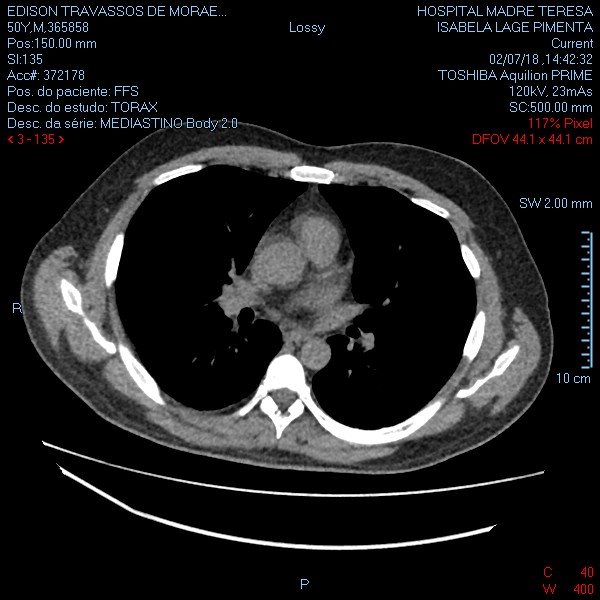 EDISON TRAVASSOS DE MORAE...
50Y,M,365858
Pos:150.00 mm
SI:135
Acc#: 372178
Pos. do paciente: FFS
Desc. do estudo: TORAX
Desc. da série: MEDIASTINO Body 2.0
< 3 - 135 >
Lossy
HOSPITAL MADRE TERESA
ISABELA LAGE PIMENTA
Current
02/07/18 ,14:42:32
TOSHIBA Aquilion PRIME
120kV, 23mAs
SC:500.00 mm
117% Pixel
DFOV 44.1 x 44.1 cm
SW 2.00 mm
R
10 cm
P
C 40
W 400